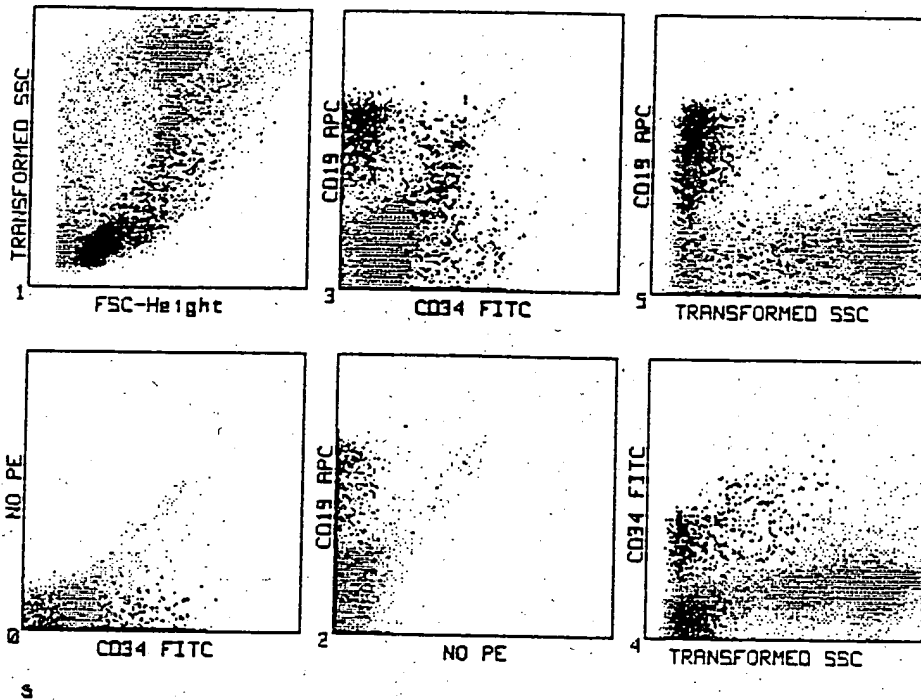 TRANSFORMED SSC
1
FSC-Height
CD19 APC
3
CD34 FITC
CD19 APC
5
TRANSFORMED SSC
NO PE
0
CD34 FITC
CD19 APC
2
NO PE
CD34 FITC
4
TRANSFORMED SSC